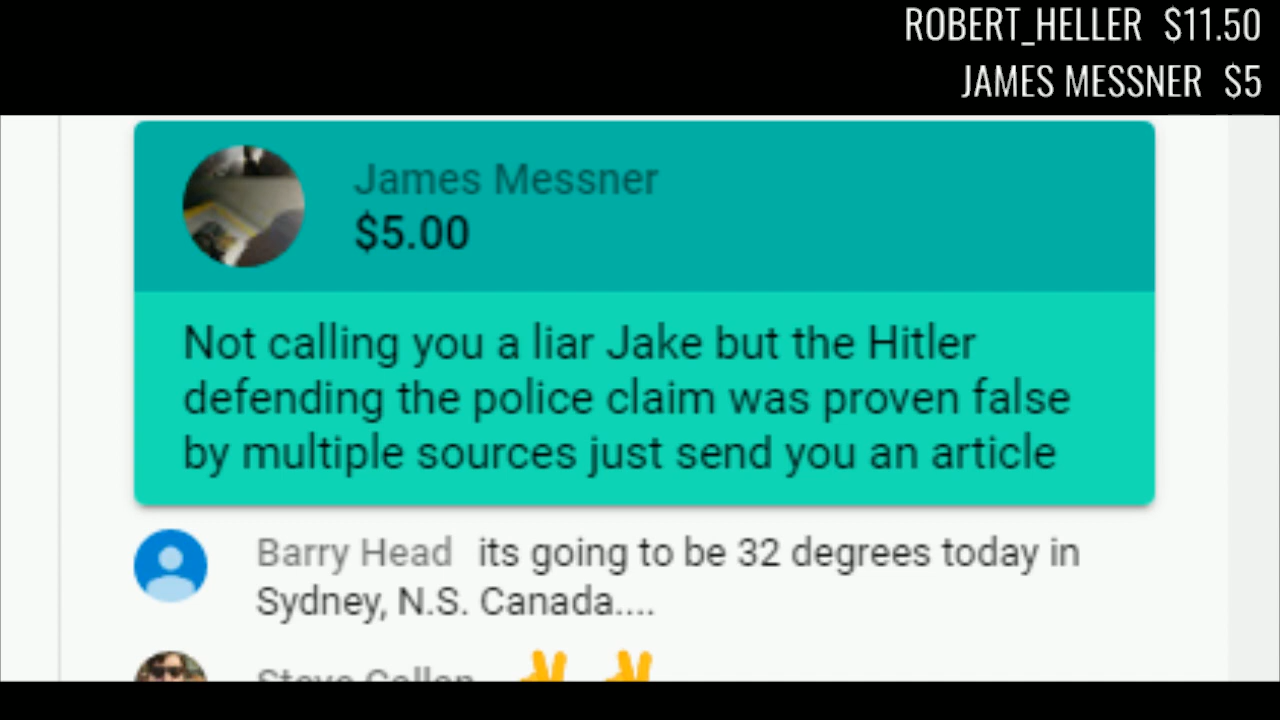 ROBERT_HELLER $11.50
JAMES MESSNER $5
James Messner
$5.00
Not calling you a liar Jake but the Hitler
defending the police claim was proven false
by multiple sources just send you an article
Barry Head its going to be 32 degrees today in
Sydney, N.S. Canada....